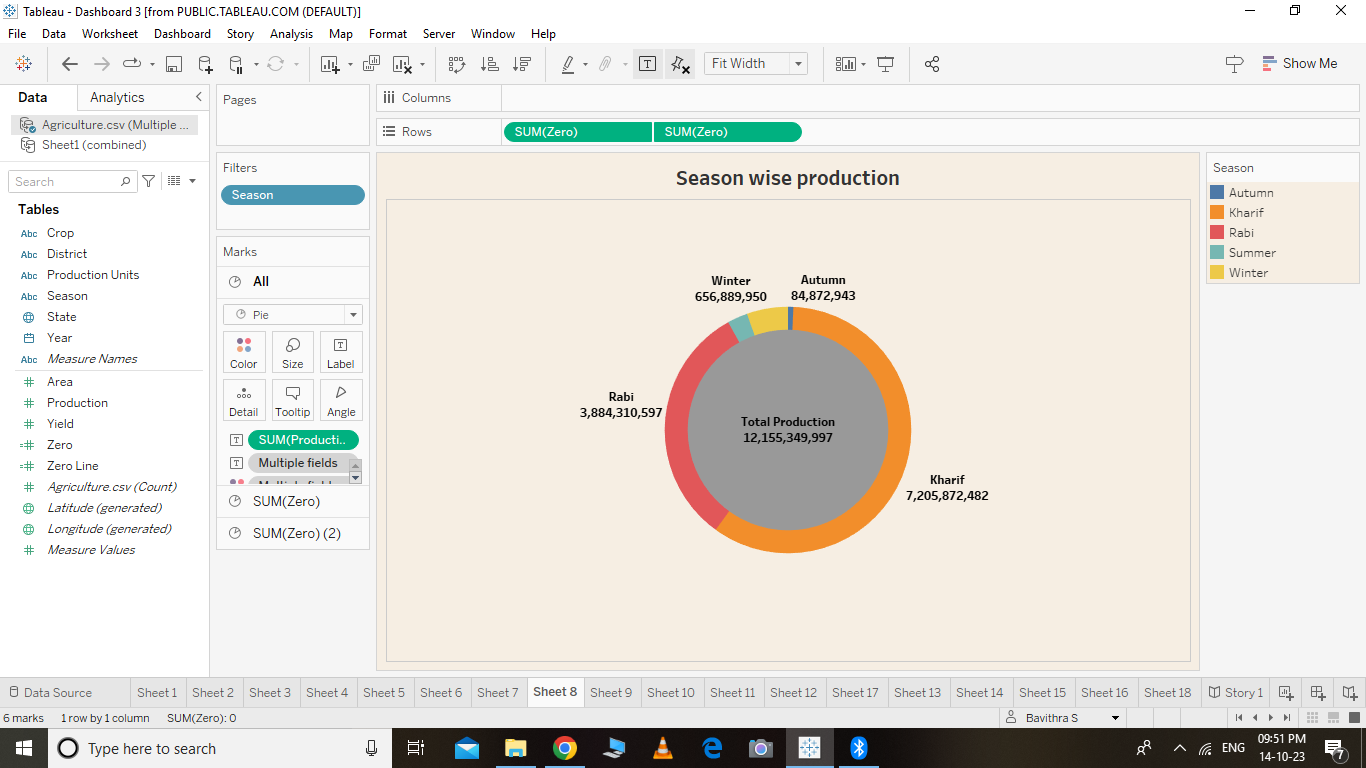 Tableau - Dashboard 3 [from PUBLIC.TABLEAU.COM (DEFAULT)]
File Data Worksheet Dashboard Story Analysis Map Format Server Window Help
Fit Width
Show Me
Data Analytics
Agriculture.csv (Multiple ...
Sheet1 (combined)
Search
Tables
Abc Crop
Abc District
Abc Production Units
Abc Season
State
Year
Abc Measure Names
# Area
# Production
# Yield
=# Zero
=# Zero Line
# Agriculture.csv (Count)
Latitude (generated)
Longitude (generated)
# Measure Values
Pages
Filters
Season
Marks
All
Pie
Color Size Label
Detail Tooltip Angle
T SUM(Producti..
T Multiple fields
SUM(Zero)
SUM(Zero) (2)
Columns
Rows SUM(Zero) SUM(Zero)
Season wise production
Winter
656,889,950
Autumn
84,872,943
Rabi
3,884,310,597
Total Production
12,155,349,997
Kharif
7,205,872,482
Season
Autumn
Kharif
Rabi
Summer
Winter
Data Source Sheet 1 Sheet 2 Sheet 3 Sheet 4 Sheet 5 Sheet 6 Sheet 7 Sheet 8 Sheet 9 Sheet 10 Sheet 11 Sheet 12 Sheet 17 Sheet 13 Sheet 14 Sheet 15 Sheet 16 Sheet 18 Story 1
6 marks 1 row by 1 column SUM(Zero): 0 Bavithra S
Type here to search
ENG
09:51 PM
14-10-23
7